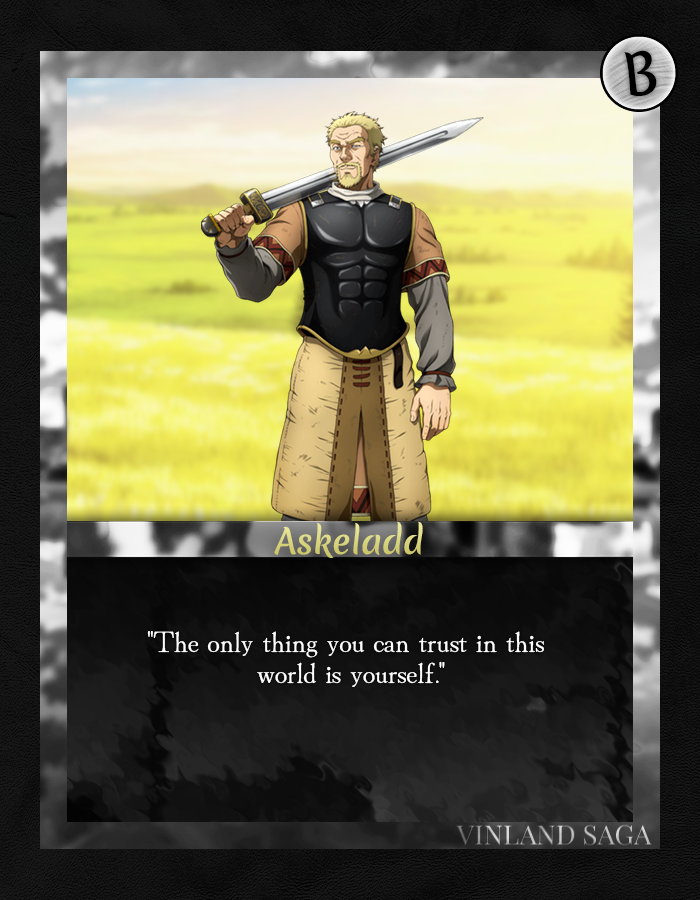 B
Askeladd
"The only thing you can trust in this
world is yourself."
VINLAND SAGA